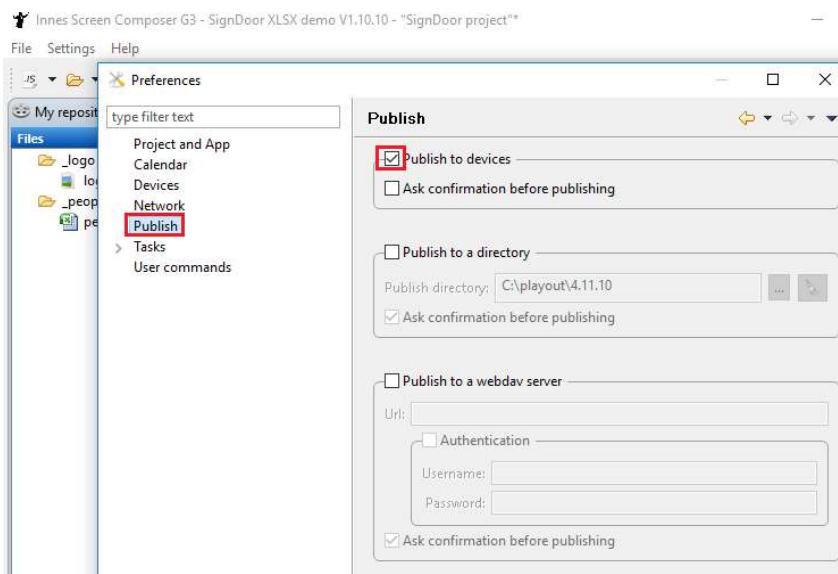 Innes Screen Composer G3 - SignDoor XLSX demo V1.10.10 - "SignDoor project"*
File Settings Help
JS
My reposit
Files
_logo
lo
_peop
pe
Preferences
type filter text
Project and App
Calendar
Devices
Network
Publish
Tasks
User commands
Publish
Publish to devices
Ask confirmation before publishing
Publish to a directory
Publish directory: C:\playout\4.11.10 ...
Ask confirmation before publishing
Publish to a webdav server
Url:
Authentication
Username:
Password:
Ask confirmation before publishing